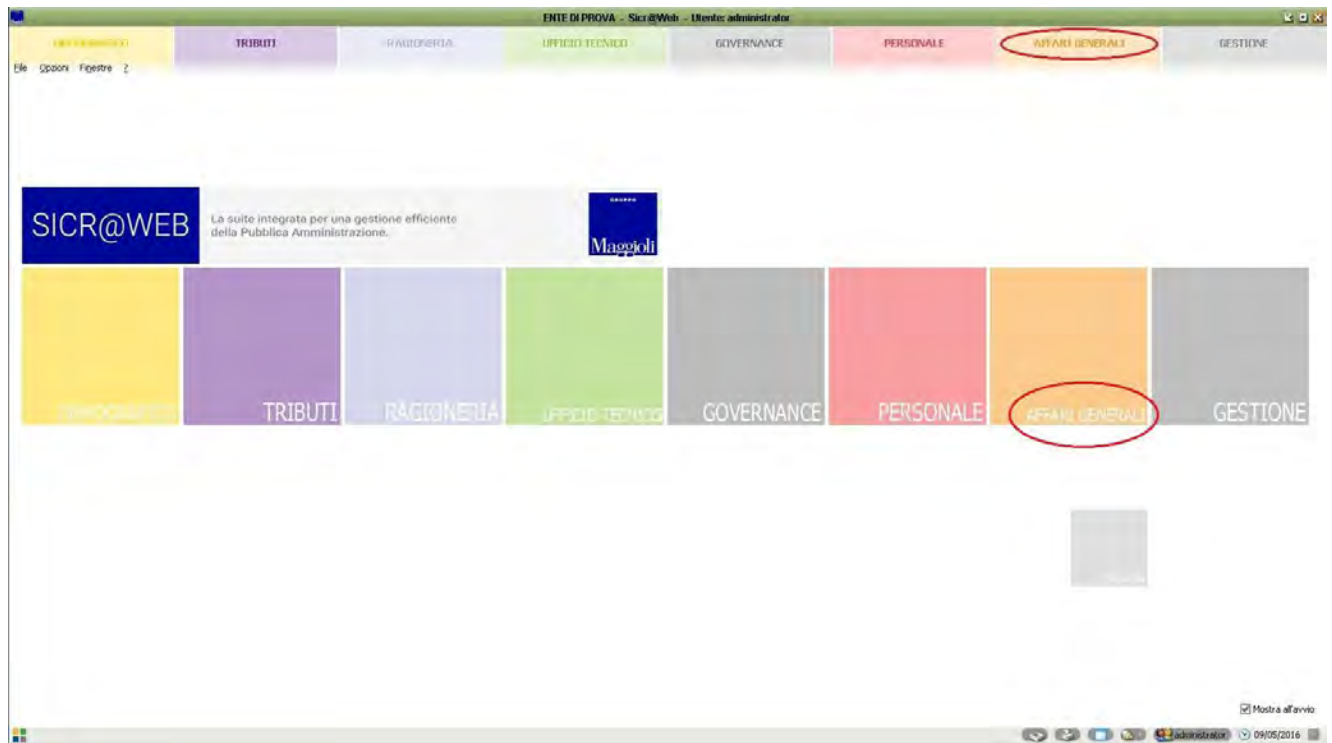 ENTE DI PROVA - Sicr@Web - Utente: administrator
TRIBUTI RAGIONERIA UFFICIO TECNICO GOVERNANCE PERSONALE AFFARI GENERALI GESTIONE
File Opzioni Finestre ?
SICR@WEB
La suite integrata per una gestione efficiente
della Pubblica Amministrazione.
GRUPPO
Maggioli
TRIBUTI RAGIONERIA UFFICIO TECNICO GOVERNANCE PERSONALE AFFARI GENERALI GESTIONE
Mostra all'avvio
administrator 09/05/2016